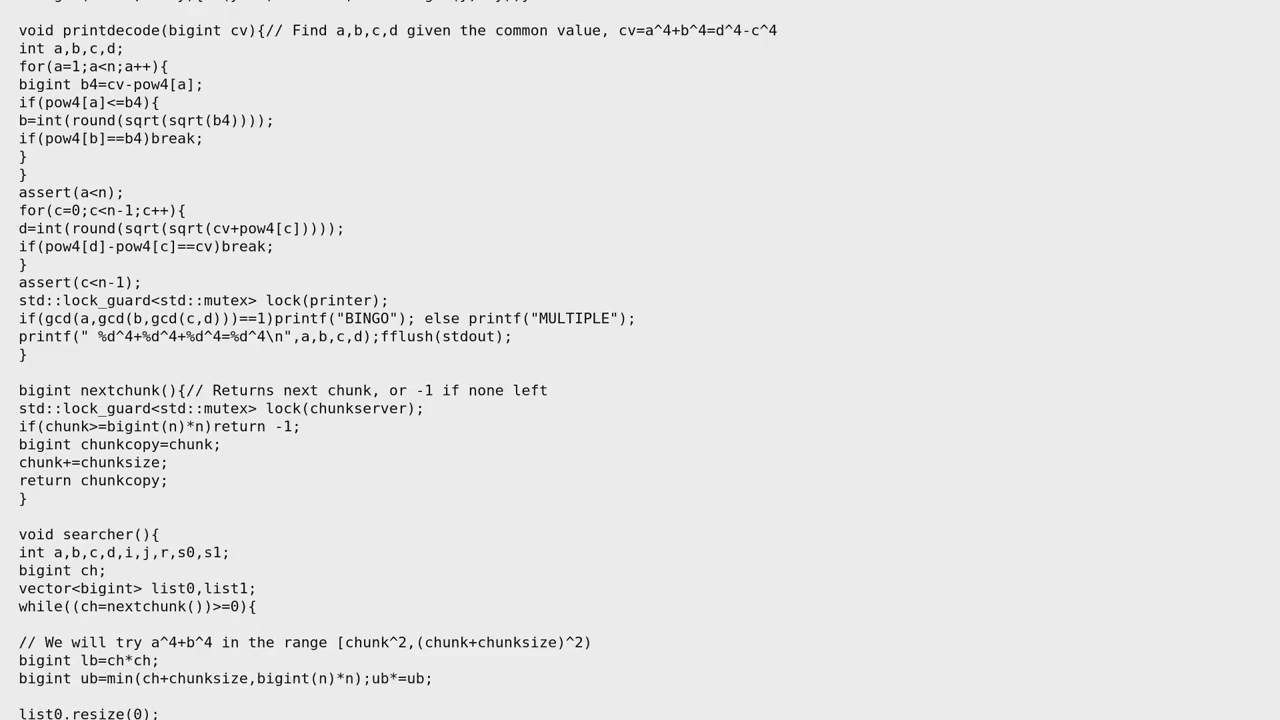 void printdecode(bigint cv){// Find a,b,c,d given the common value, cv=a^4+b^4=d^4-c^4
int a,b,c,d;
for(a=1;a<n;a++){
bigint b4=cv-pow4[a];
if(pow4[a]<=b4){
b=int(round(sqrt(sqrt(b4))));
if(pow4[b]==b4)break;
}
}
assert(a<n);
for(c=0;c<n-1;c++){
d=int(round(sqrt(sqrt(cv+pow4[c]))));
if(pow4[d]-pow4[c]==cv)break;
}
assert(c<n-1);
std::lock_guard<std::mutex> lock(printer);
if(gcd(a,gcd(b,gcd(c,d)))==1)printf("BINGO"); else printf("MULTIPLE");
printf(" %d^4+%d^4+%d^4=%d^4\n",a,b,c,d);fflush(stdout);
}
bigint nextchunk(){// Returns next chunk, or -1 if none left
std::lock_guard<std::mutex> lock(chunkserver);
if(chunk>=bigint(n)*n)return -1;
bigint chunkcopy=chunk;
chunk+=chunksize;
return chunkcopy;
}
void searcher(){
int a,b,c,d,i,j,r,s0,s1;
bigint ch;
vector<bigint> list0,list1;
while((ch=nextchunk())>=0){
// We will try a^4+b^4 in the range [chunk^2,(chunk+chunksize)^2)
bigint lb=ch*ch;
bigint ub=min(ch+chunksize,bigint(n)*n);ub*=ub;
list0.resize(0);